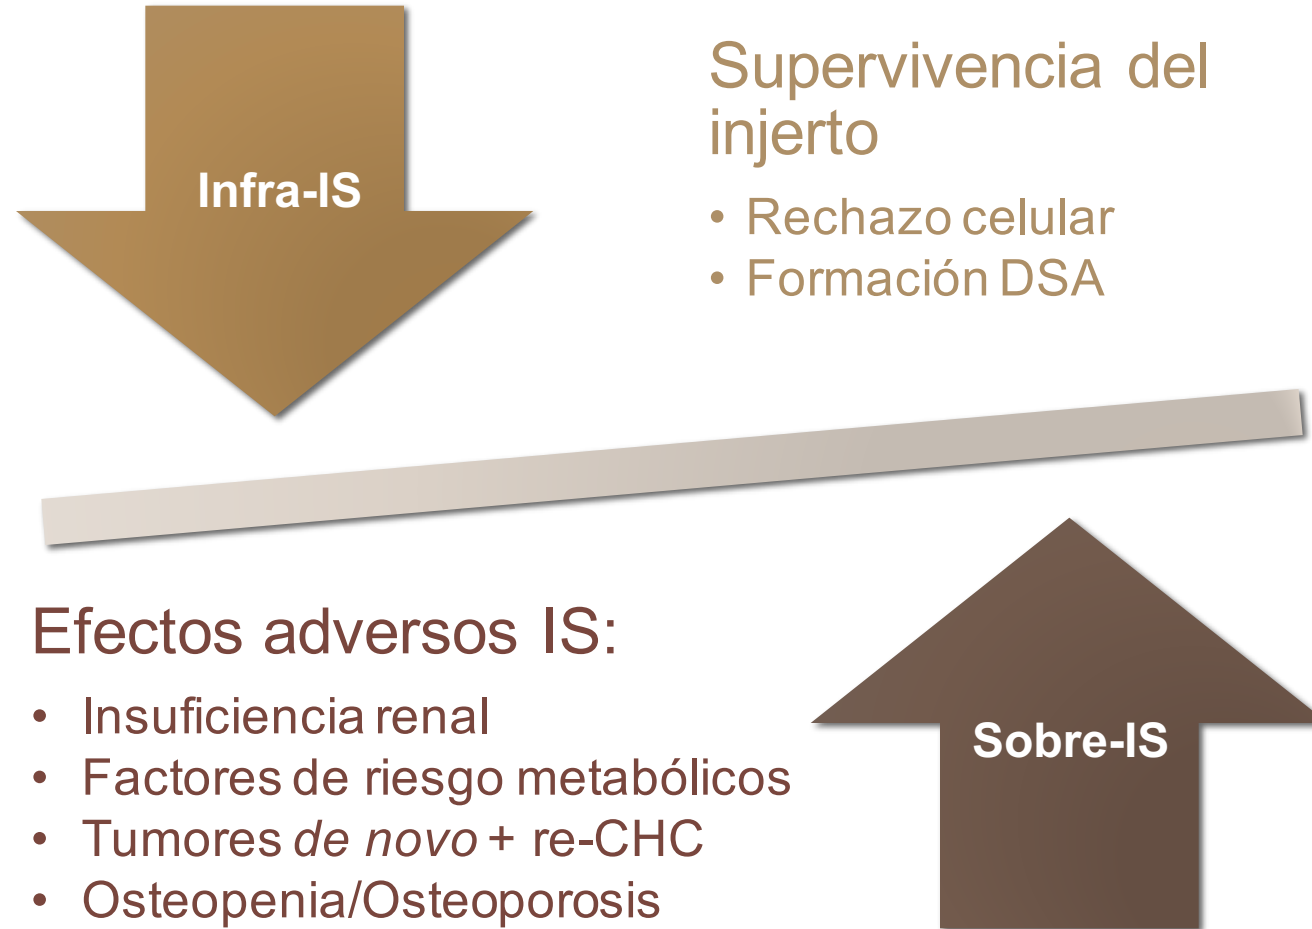 Infra-IS
Supervivencia del
injerto
• Rechazo celular
• Formación DSA
Efectos adversos IS:
• Insuficiencia renal
• Factores de riesgo metabólicos
• Tumores de novo + re-CHC
• Osteopenia/Osteoporosis
Sobre-IS